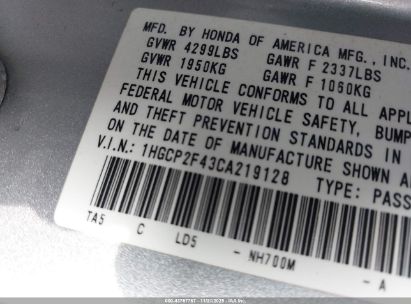 MFD. BY HONDA OF AMERICA MFG., INC.
GVWR 4299LBS GAWR F 2337LBS
GVWR 1950KG GAWR F 1060KG
THIS VEHICLE CONFORMS TO ALL APPL
FEDERAL MOTOR VEHICLE SAFETY, BUMP
AND THEFT PREVENTION STANDARDS IN
ON THE DATE OF MANUFACTURE SHOWN A
V.I.N.: 1HGCP2F43CA219128 TYPE: PASS
TA5 C LD5 - NH700M - A